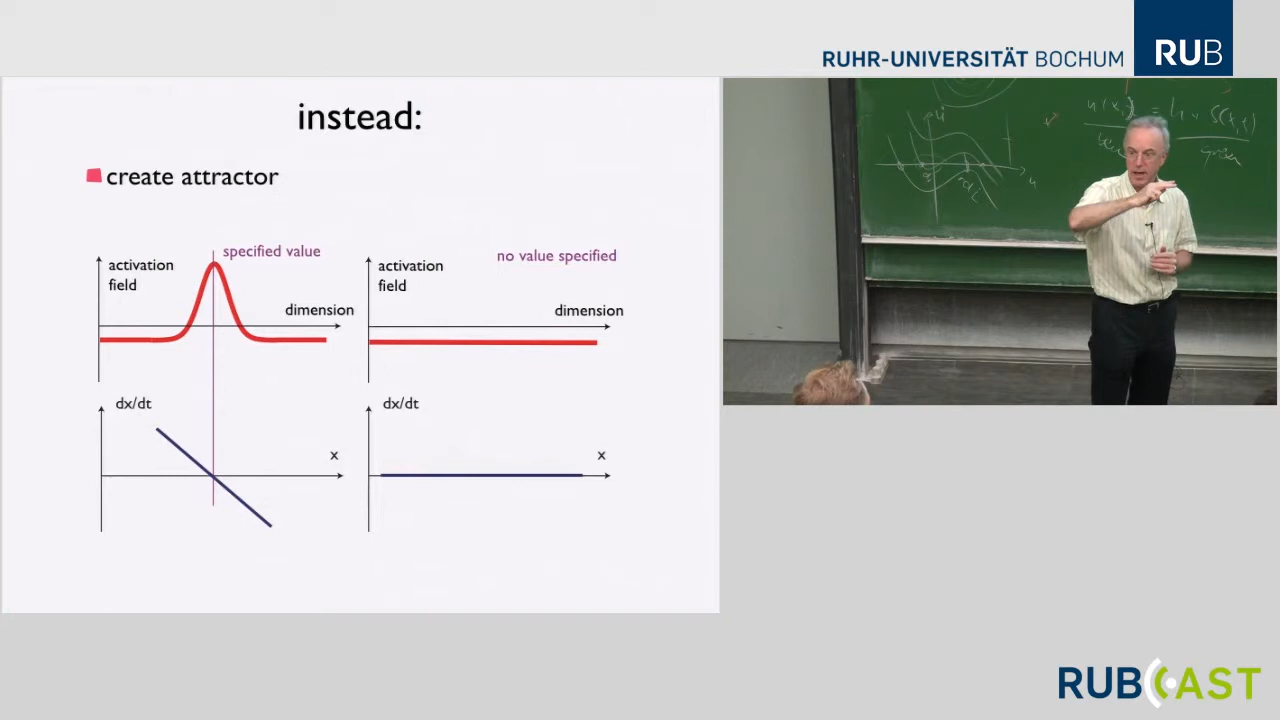 RUHR-UNIVERSITÄT BOCHUM
RUB
instead:
create attractor
specified value
activation
field
dimension
no value specified
activation
field
dimension
dx/dt
x
dx/dt
x
RUBCAST